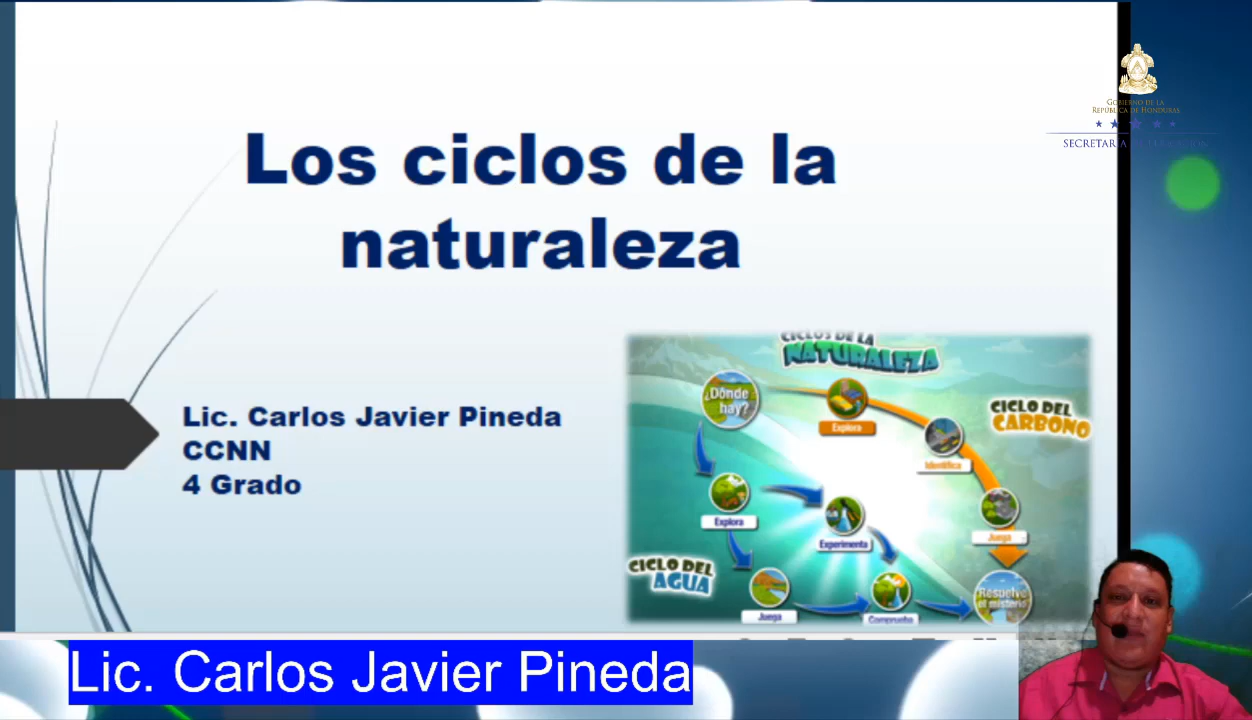 Los ciclos de la
naturaleza
GOBIERNO DE LA
REPÚBLICA DE HONDURAS
Lic. Carlos Javier Pineda
CCNN
4 Grado
CICLOS DE LA
NATURALEZA
¿Dónde
hay?
Explora
CICLO DEL
CARBONO
Identifica
Explora
Experimenta
Juega
CICLO DEL
AGUA
Juega
Comprueba
Resuelve
el misterio
Lic. Carlos Javier Pineda